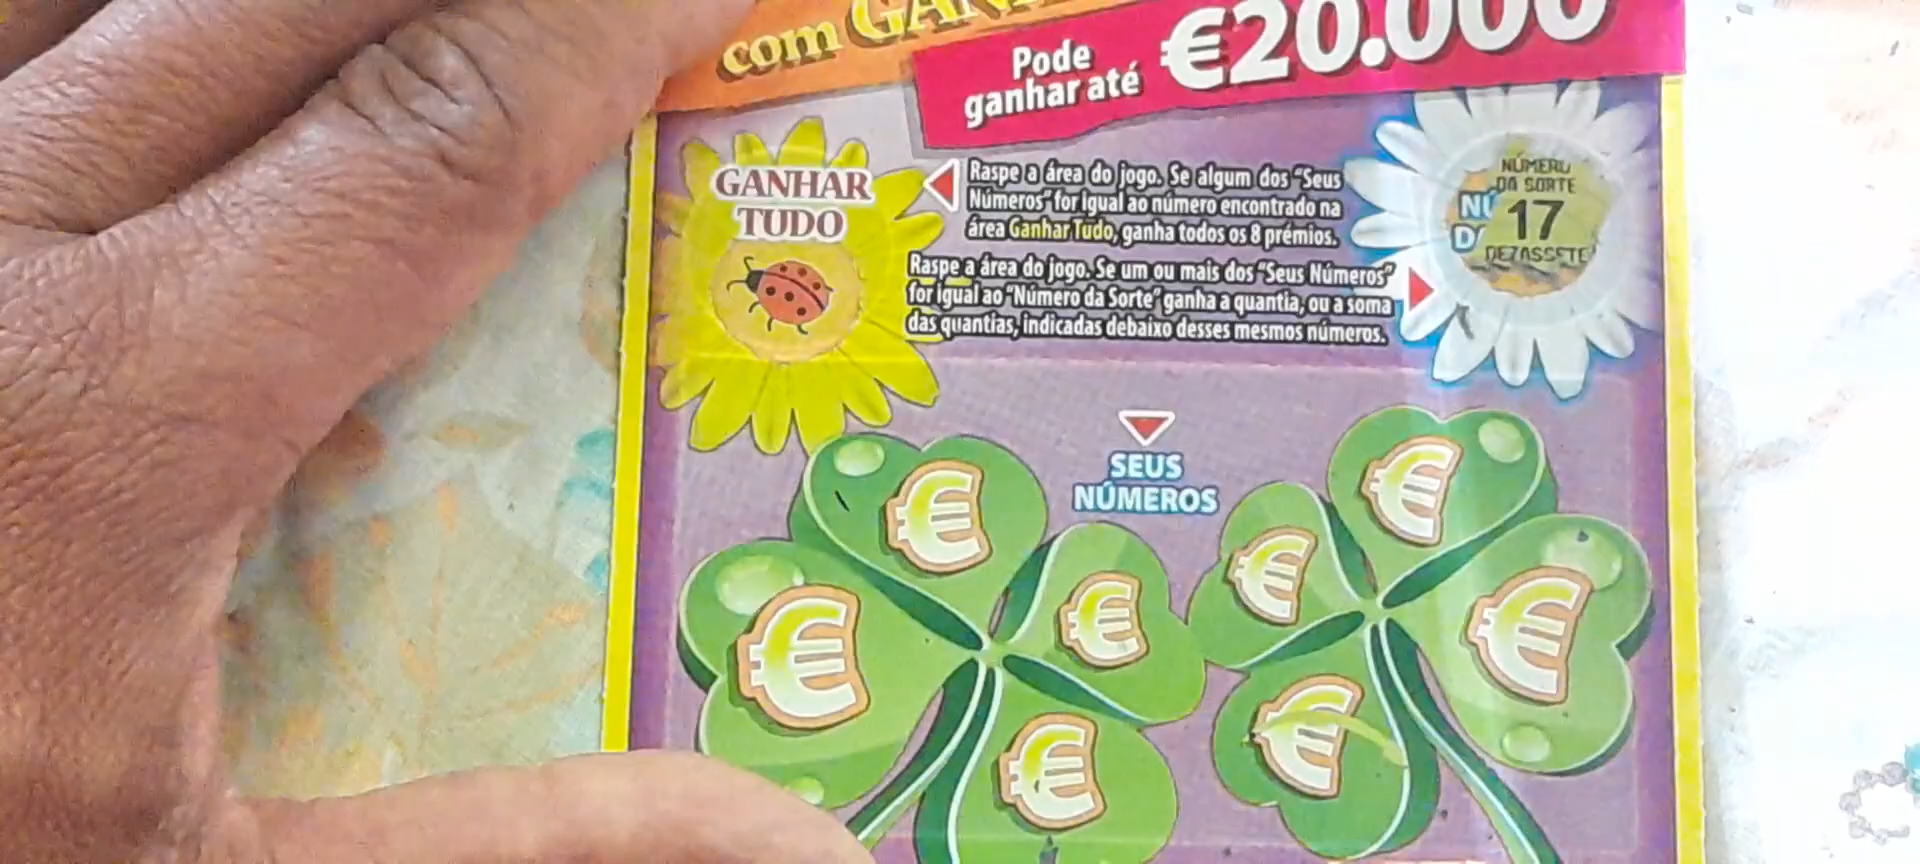 com
Pode
ganhar até €20.000
GANHAR
TUDO
Raspe a área do jogo. Se algum dos "Seus
Números" for igual ao número encontrado na
área Ganhar Tudo, ganha todos os 8 prémios.
Raspe a área do jogo. Se um ou mais dos "Seus Números"
for igual ao "Número da Sorte" ganha a quantia, ou a soma
das quantias, indicadas debaixo desses mesmos números.
NÚMERO
DA SORTE
17
DEZASSETE
SEUS
NÚMEROS
€
€
€
€
€
€
€
€